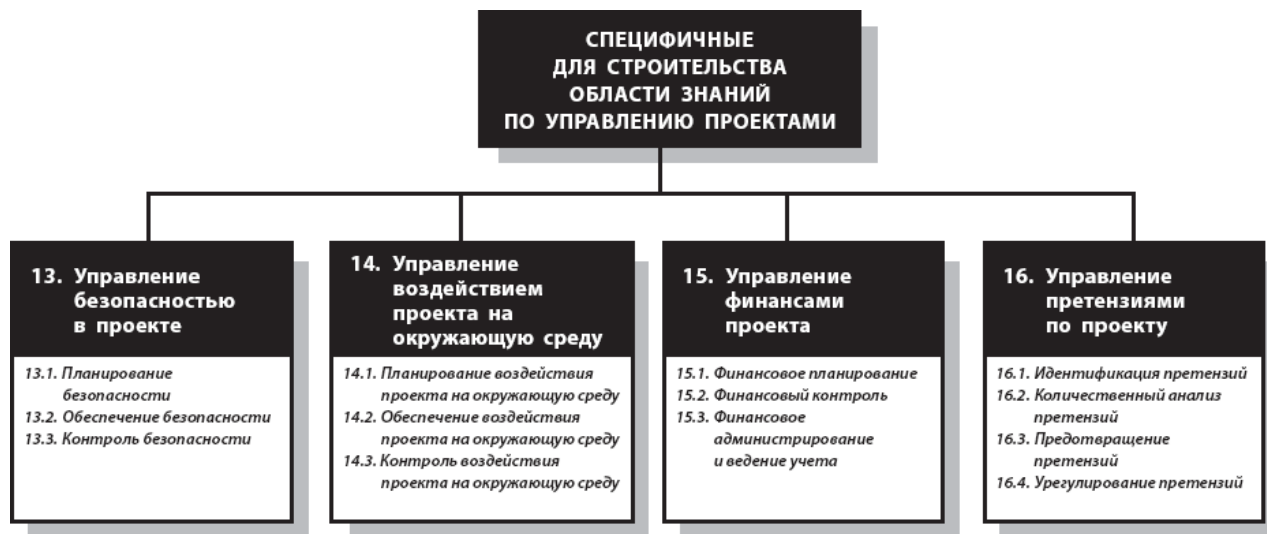 СПЕЦИФИЧНЫЕ
ДЛЯ СТРОИТЕЛЬСТВА
ОБЛАСТИ ЗНАНИЙ
ПО УПРАВЛЕНИЮ ПРОЕКТАМИ
13. Управление
безопасностью
в проекте
13.1. Планирование
безопасности
13.2. Обеспечение безопасности
13.3. Контроль безопасности
14. Управление
воздействием
проекта на
окружающую среду
14.1. Планирование воздействия
проекта на окружающую среду
14.2. Обеспечение воздействия
проекта на окружающую среду
14.3. Контроль воздействия
проекта на окружающую среду
15. Управление
финансами
проекта
15.1. Финансовое планирование
15.2. Финансовый контроль
15.3. Финансовое
администрирование
и ведение учета
16. Управление
претензиями
по проекту
16.1. Идентификация претензий
16.2. Количественный анализ
претензий
16.3. Предотвращение
претензий
16.4. Урегулирование претензий